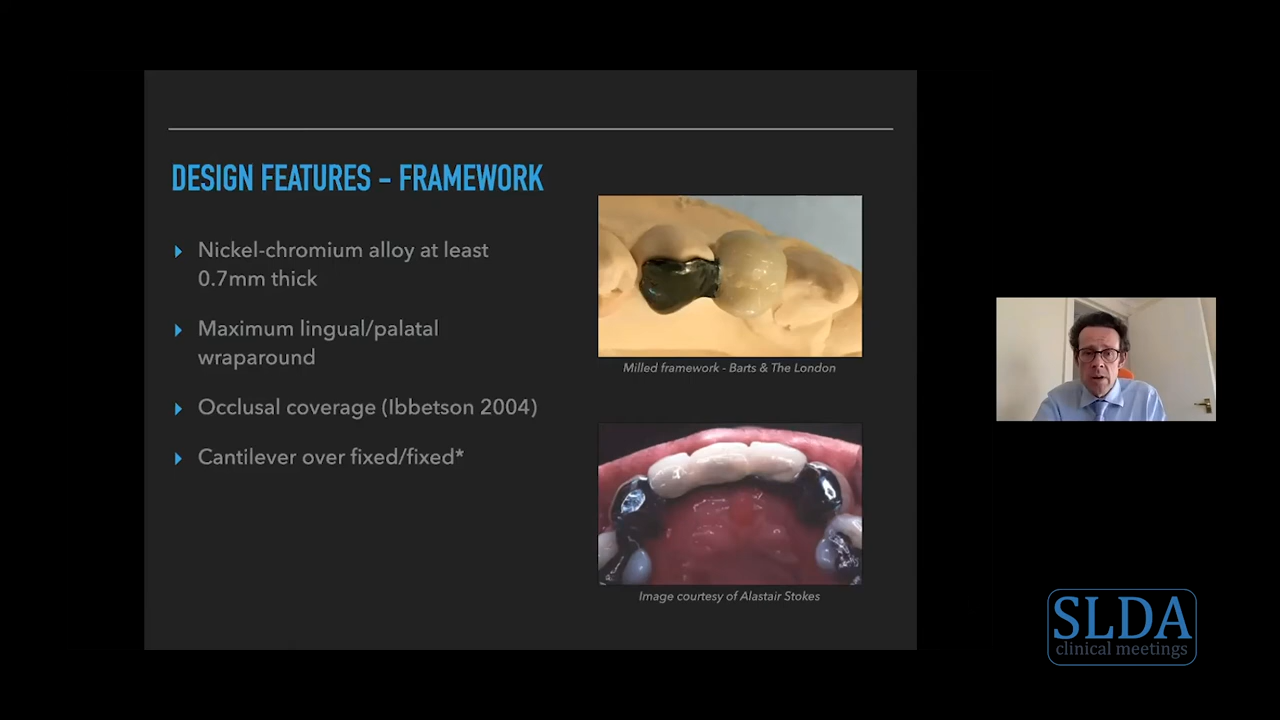 DESIGN FEATURES - FRAMEWORK
Nickel-chromium alloy at least
0.7mm thick
Maximum lingual/palatal
wraparound
Occlusal coverage (Ibbetson 2004)
Cantilever over fixed/fixed*
Milled framework - Barts & The London
Image courtesy of Alastair Stokes
SLDA
clinical meetings